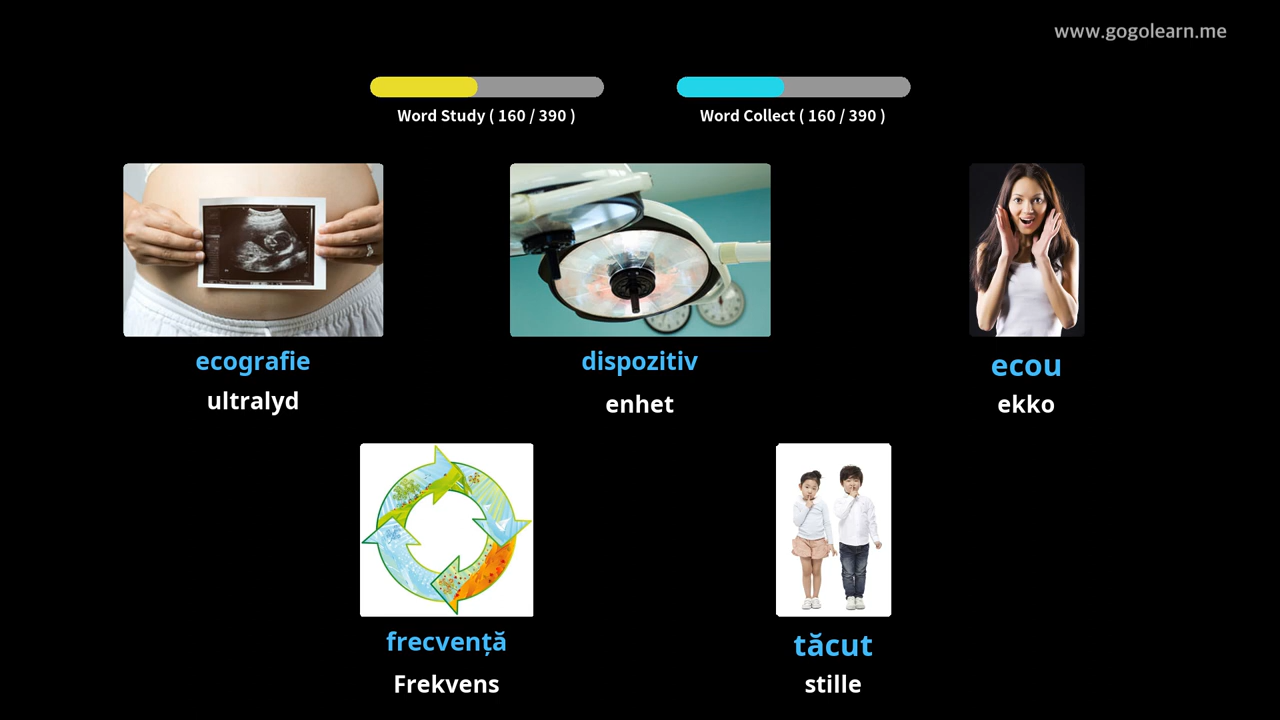 www.gogolearn.me
Word Study ( 160 / 390 )
Word Collect ( 160 / 390 )
ecografie
ultralyd
dispozitiv
enhet
ecou
ekko
frecvență
Frekvens
tăcut
stille